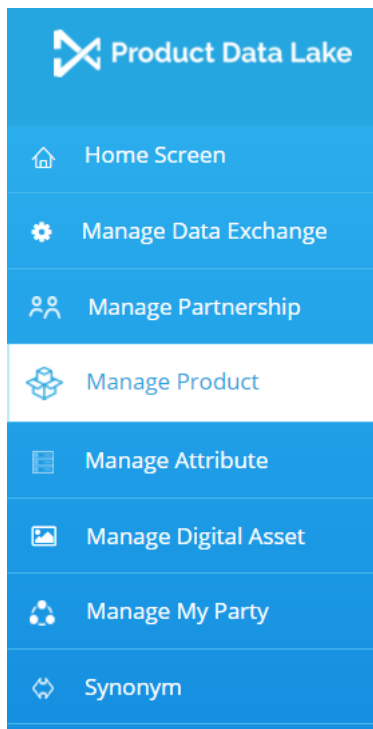 Product Data Lake
Home Screen
Manage Data Exchange
Manage Partnership
Manage Product
Manage Attribute
Manage Digital Asset
Manage My Party
Synonym